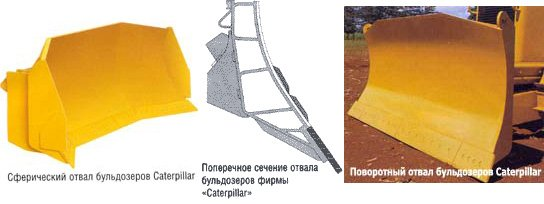 Сферический отвал бульдозеров Caterpillar
Поперечное сечение отвала
бульдозеров фирмы
«Caterpillar»
Поворотный отвал бульдозеров Caterpillar